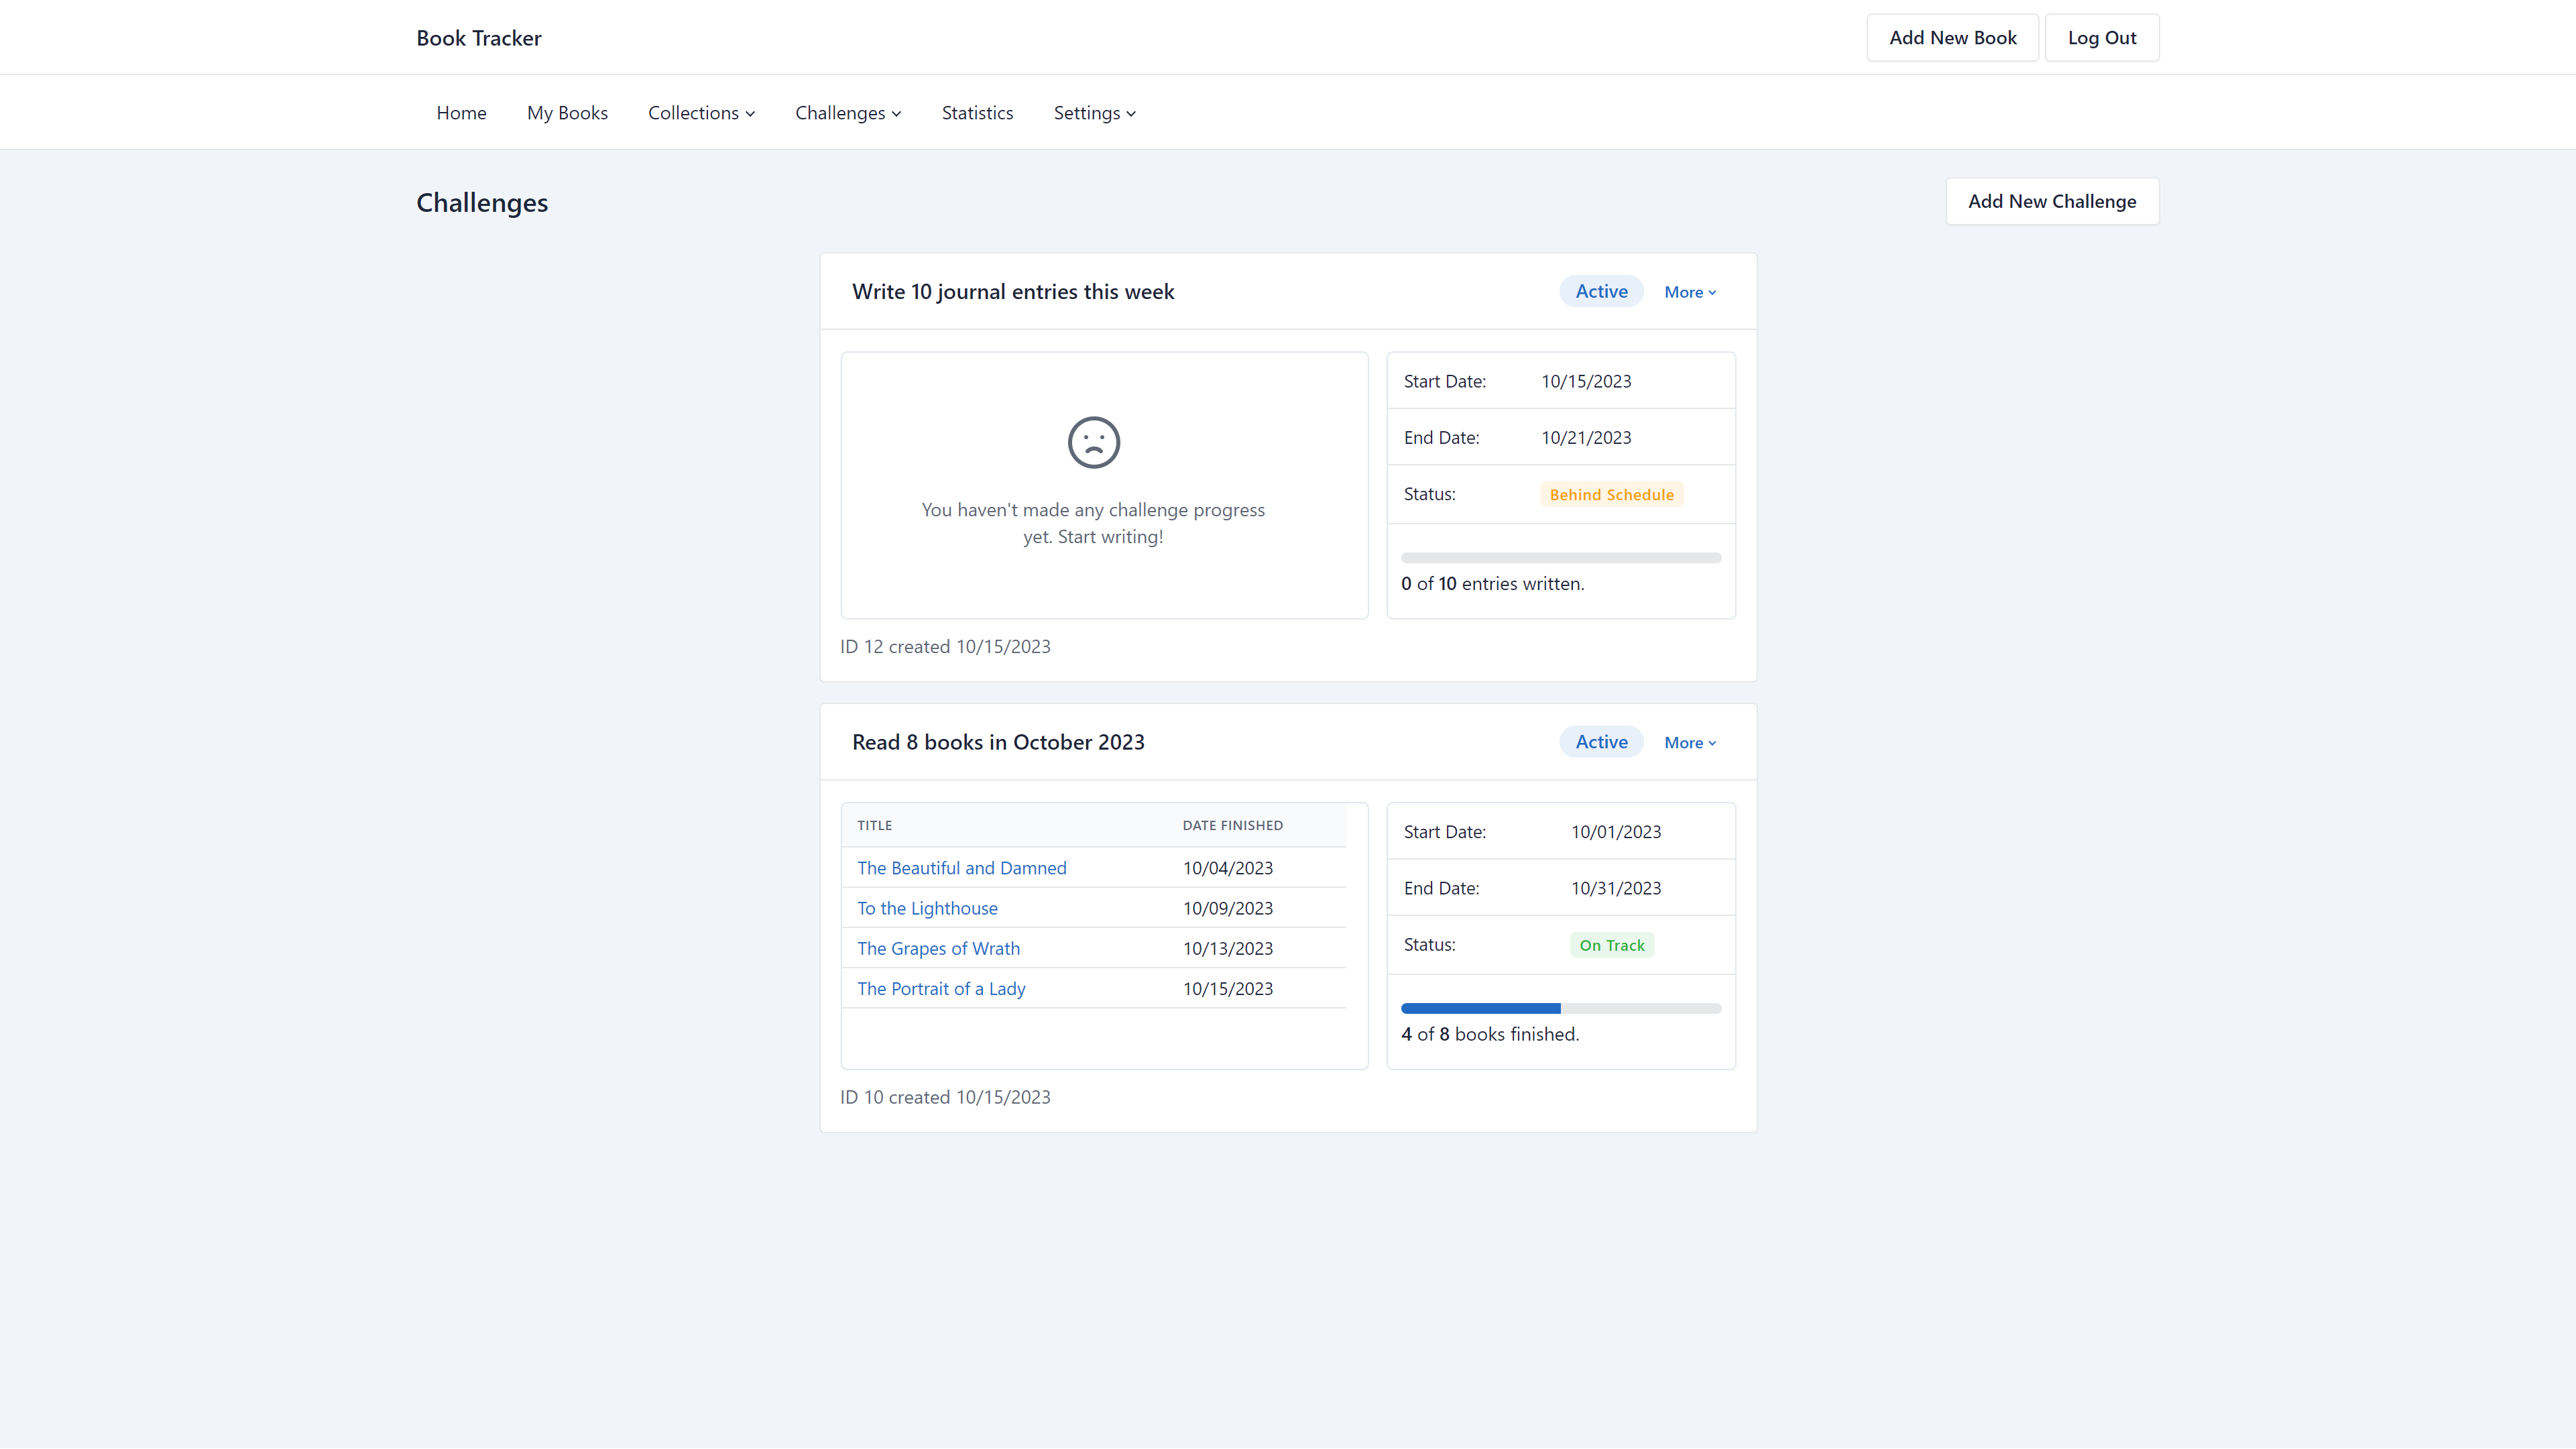 Book Tracker
Add New Book
Log Out
Home
My Books
Collections
Challenges
Statistics
Settings
Challenges
Add New Challenge
Write 10 journal entries this week
Active
More
You haven't made any challenge progress
yet. Start writing!
Start Date: 10/15/2023
End Date: 10/21/2023
Status: Behind Schedule
0 of 10 entries written.
ID 12 created 10/15/2023
Read 8 books in October 2023
Active
More
TITLE DATE FINISHED
The Beautiful and Damned 10/04/2023
To the Lighthouse 10/09/2023
The Grapes of Wrath 10/13/2023
The Portrait of a Lady 10/15/2023
Start Date: 10/01/2023
End Date: 10/31/2023
Status: On Track
4 of 8 books finished.
ID 10 created 10/15/2023